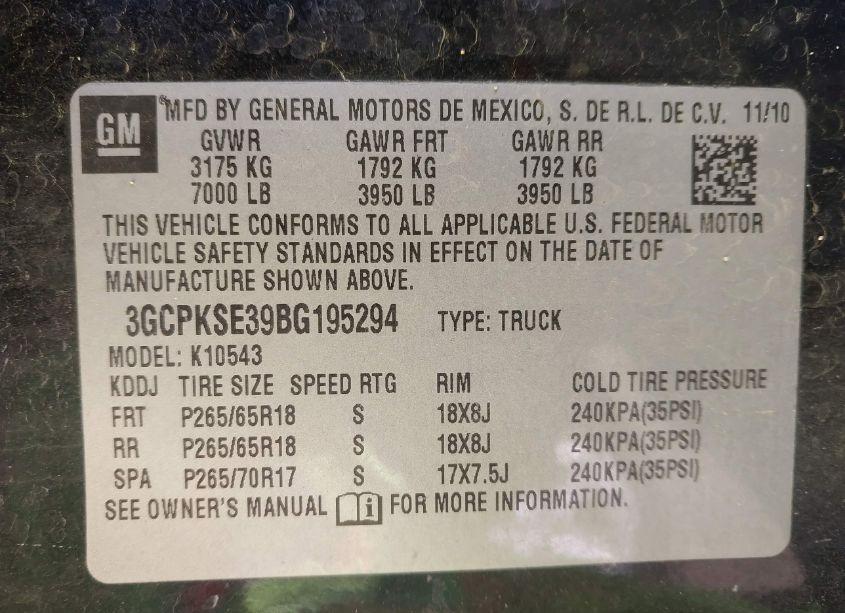 GM ® MFD BY GENERAL MOTORS DE MEXICO, S. DE R.L. DE C.V. 11/10
GVWR GAWR FRT GAWR RR
3175 KG 1792 KG 1792 KG
7000 LB 3950 LB 3950 LB
THIS VEHICLE CONFORMS TO ALL APPLICABLE U.S. FEDERAL MOTOR
VEHICLE SAFETY STANDARDS IN EFFECT ON THE DATE OF
MANUFACTURE SHOWN ABOVE.
3GCPKSE39BG195294 TYPE: TRUCK
MODEL: K10543
KDDJ TIRE SIZE SPEED RTG RIM COLD TIRE PRESSURE
FRT P265/65R18 S 18X8J 240KPA(35PSI)
RR P265/65R18 S 18X8J 240KPA(35PSI)
SPA P265/70R17 S 17X7.5J 240KPA(35PSI)
SEE OWNER'S MANUAL i FOR MORE INFORMATION.